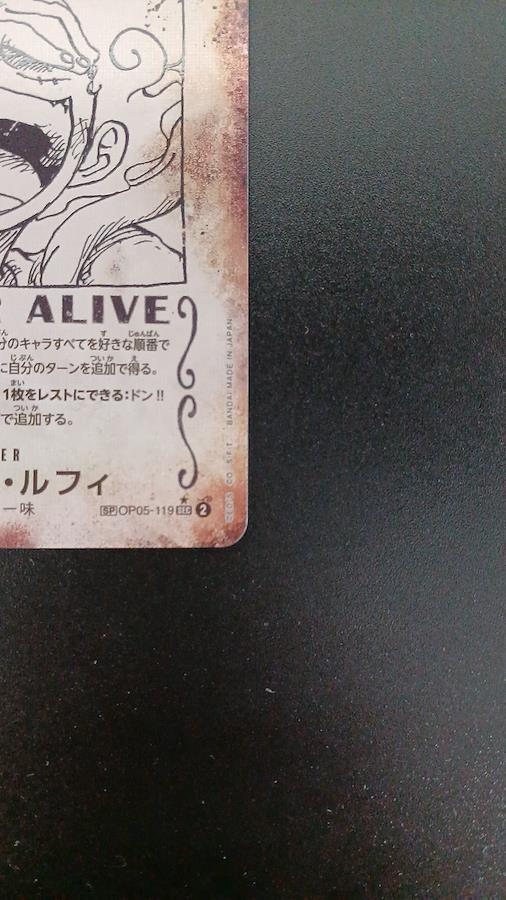 ALIVE
分のキャラすべてを好きな順番で
に自分のターンを追加で得る。
1枚をレストにできる:ドン!!
で追加する。
ER
・ルフィ
一味
SP OP05-119 SEC 2
BANDAI MADE IN JAPAN